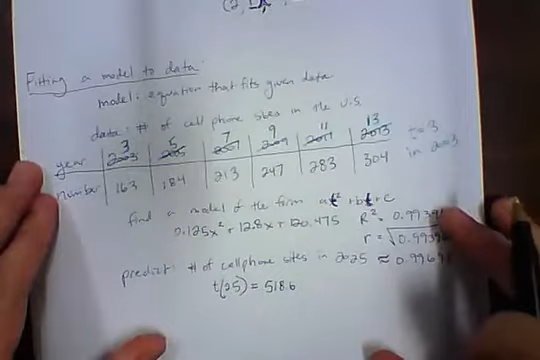 (2,
Fitting a model to data:
model: equation that fits given data
data: # of cell phone sites in the U.S.
3 5 7 9 11 13
year 2003 2005 2007 2009 2011 2013 t=3
in 2003
number 163 184 213 247 283 304
find a model of the form at² + bt + c
0.125x² + 12.8x + 120.475 R² = 0.9939
r = √0.9939
predict: # of cellphone sites in 2025 ≈ 0.996
t(25) = 518.6